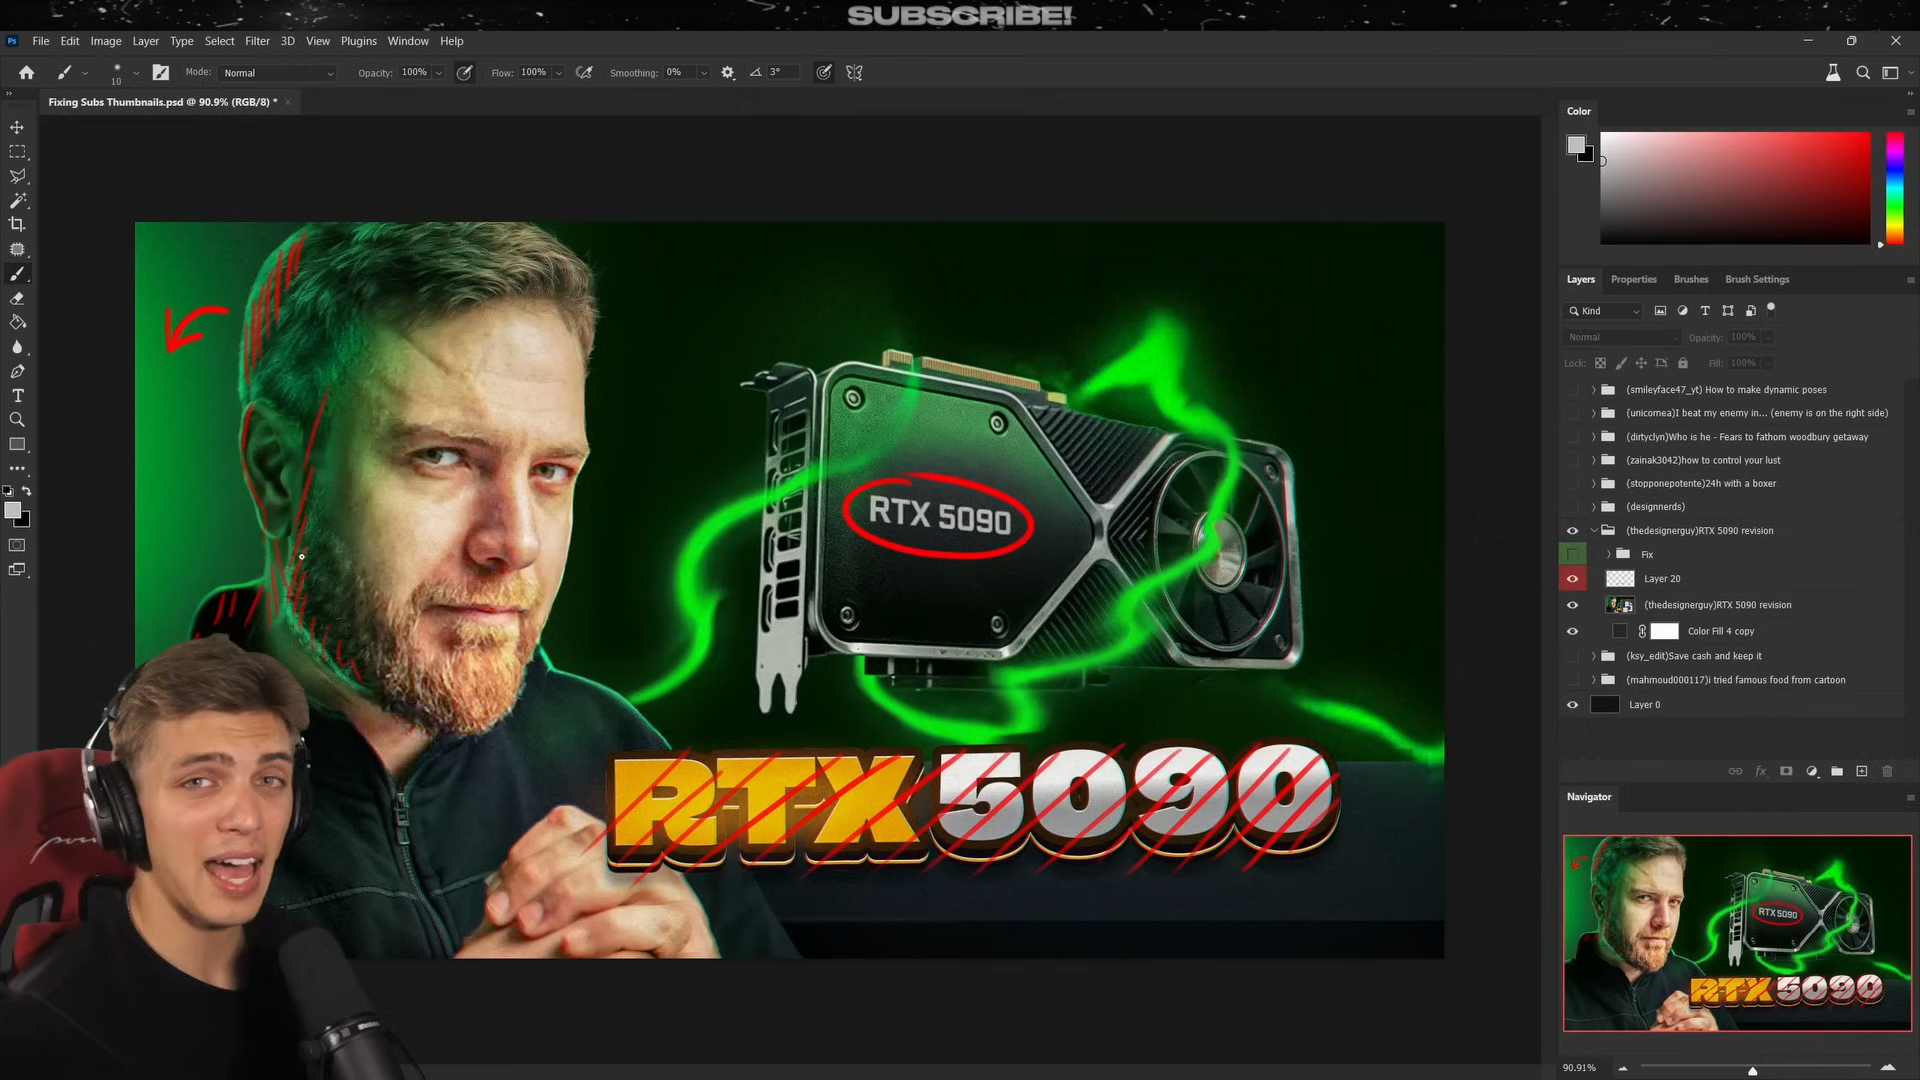 SUBSCRIBE!
Ps File Edit Image Layer Type Select Filter 3D View Plugins Window Help
10 Mode: Normal Opacity: 100% Flow: 100% Smoothing: 0% 3°
Fixing Subs Thumbnails.psd @ 90.9% (RGB/8) *
RTX 5090
RTX 5090
Color
Layers Properties Brushes Brush Settings
Kind
Normal Opacity: 100%
Lock: Fill: 100%
(smileyface47_yt) How to make dynamic poses
(unicornea)I beat my enemy in... (enemy is on the right side)
(dirtyclyn)Who is he - Fears to fathom woodbury getaway
(zainak3042)how to control your lust
(stopponepotente)24h with a boxer
(designnerds)
(thedesignerguy)RTX 5090 revision
Fix
Layer 20
(thedesignerguy)RTX 5090 revision
Color Fill 4 copy
(ksy_edit)Save cash and keep it
(mahmoud000117)i tried famous food from cartoon
Layer 0
fx
Navigator
RTX 5090
RTX 5090
90.91%